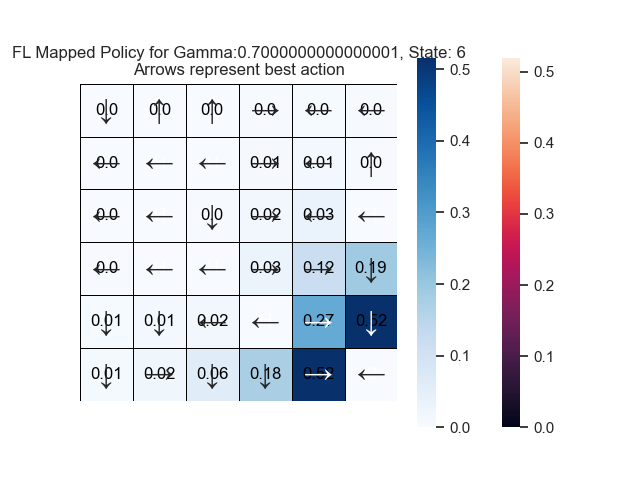 FL Mapped Policy for Gamma:0.7000000000000001, State: 6
Arrows represent best action
0.0 ↓ 0.0 ↑ 0.0 ↑ 0.0 → 0.0 ← 0.0 ←
0.0 ← ← ← 0.01 → 0.01 ← 0.0 ↑
0.0 ← ← 0.0 ↓ 0.02 → 0.03 ← ←
0.0 ← ← ← 0.03 → 0.12 → 0.19 ↓
0.01 ↓ 0.01 ↓ 0.02 ← ← 0.27 → 0.52 ↓
0.01 ↓ 0.02 → 0.06 ↓ 0.18 ↓ 0.52 → ←
0.5
0.4
0.3
0.2
0.1
0.0
0.5
0.4
0.3
0.2
0.1
0.0